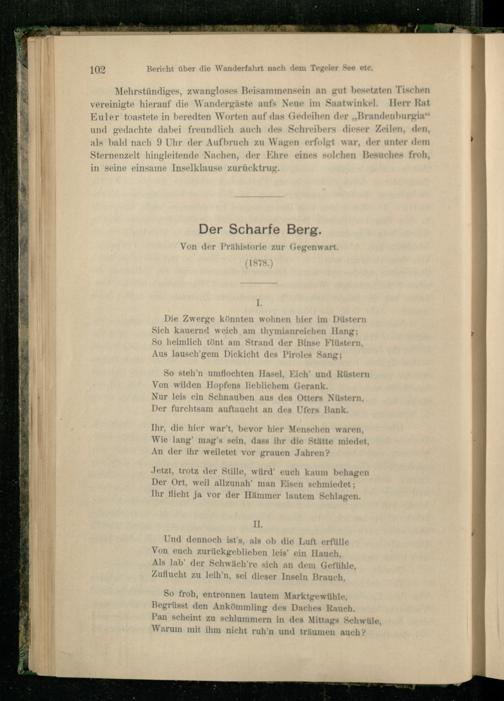 102 Bericht über die Wanderfahrt nach dem Tegeler See etc.
Mehrstündiges, zwangloses Beisammensein an gut besetzten Tischen
vereinigte hierauf die Wandergäste aufs Neue im Saatwinkel. Herr Rat
Euler toastete in beredten Worten auf das Gedeihen der „Brandenburgia“
und gedachte dabei freundlich auch des Schreibers dieser Zeilen, den,
als bald nach 9 Uhr der Aufbruch zu Wagen erfolgt war, der unter dem
Sternenzelt hingleitende Nachen, der Ehre eines solchen Besuches froh,
in seine einsame Inselklause zurücktrug.
Der Scharfe Berg.
Von der Prähistorie zur Gegenwart.
(1878.)
I.
Die Zwerge könnten wohnen hier im Düstern
Sich kauernd weich am thymianreichen Hang;
So heimlich tönt am Strand der Binse Flüstern,
Aus lausch'gem Dickicht des Piroles Sang;
So steh'n umflochten Hasel, Eich' und Rüstern
Von wilden Hopfens lieblichem Gerank.
Nur leis ein Schnauben aus des Otters Nüstern,
Der furchtsam auftaucht an des Ufers Bank.
Ihr, die hier war't, bevor hier Menschen waren,
Wie lang' mag's sein, dass ihr die Stätte miedet,
An der ihr weiletet vor grauen Jahren?
Jetzt, trotz der Stille, würd' euch kaum behagen
Der Ort, weil allzunah' man Eisen schmiedet;
Ihr flieht ja vor der Hämmer lautem Schlagen.
II.
Und dennoch ist's, als ob die Luft erfülle
Von euch zurückgeblieben leis' ein Hauch,
Als lab' der Schwäch're sich an dem Gefühle,
Zuflucht zu leih'n, sei dieser Inseln Brauch,
So froh, entronnen lautem Marktgewühle,
Begrüsst den Ankömmling des Daches Rauch.
Pan scheint zu schlummern in des Mittags Schwüle,
Warum mit ihm nicht ruh'n und träumen auch?